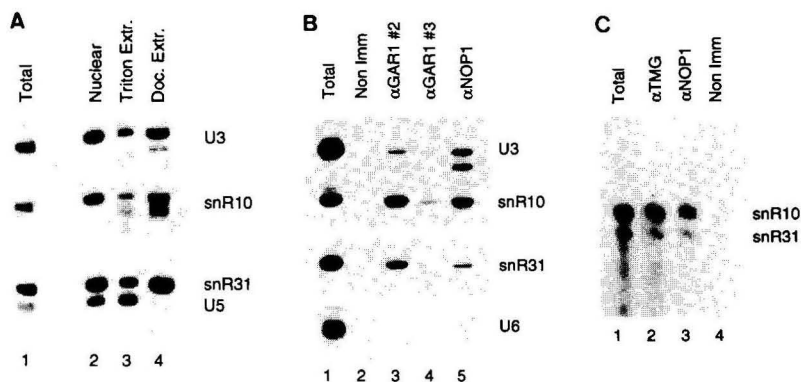 A
Total
Nuclear
Triton Extr.
Doc. Extr.
U3
snR10
snR31
U5
1 2 3 4
B
Total
Non Imm
αGAR1 #2
αGAR1 #3
αNOP1
U3
snR10
snR31
U6
1 2 3 4 5
C
Total
αTMG
αNOP1
Non Imm
snR10
snR31
1 2 3 4